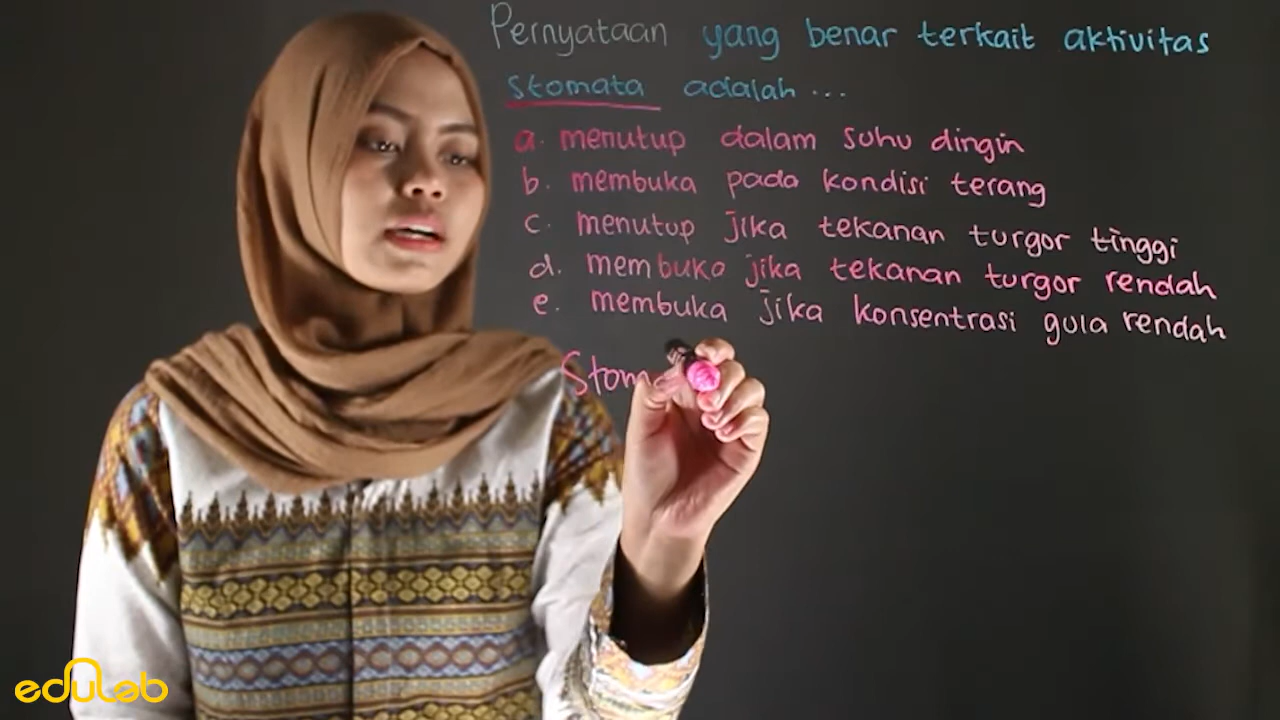 Pernyataan yang benar terkait aktivitas
stomata adalah ...
a. menutup dalam suhu dingin
b. membuka pada kondisi terang
c. menutup jika tekanan turgor tinggi
d. membuka jika tekanan turgor rendah
e. membuka jika konsentrasi gula rendah
Stoma
edulab